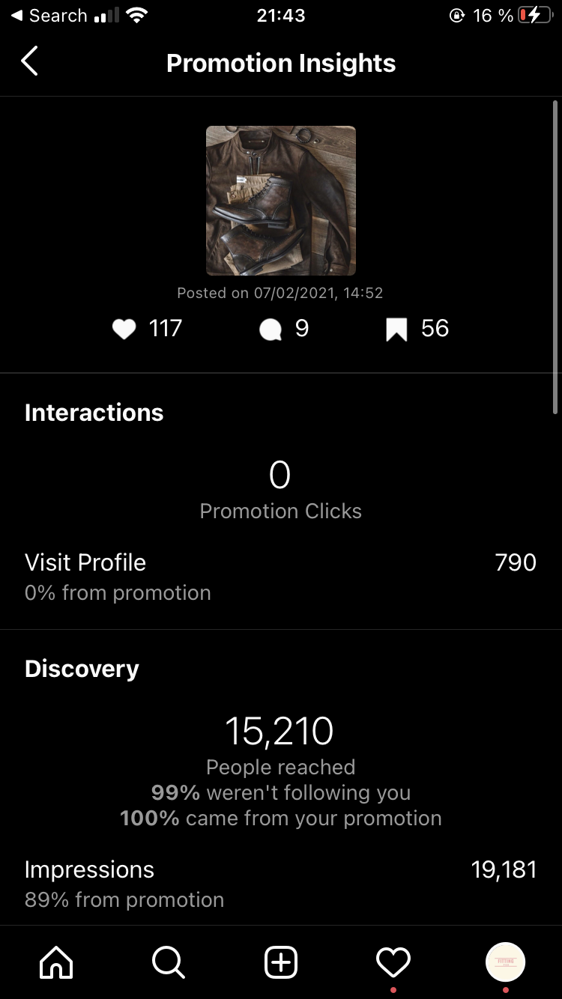 Search
21:43
16 %
Promotion Insights
Posted on 07/02/2021, 14:52
117 9 56
Interactions
0
Promotion Clicks
Visit Profile 790
0% from promotion
Discovery
15,210
People reached
99% weren't following you
100% came from your promotion
Impressions 19,181
89% from promotion
FITTING